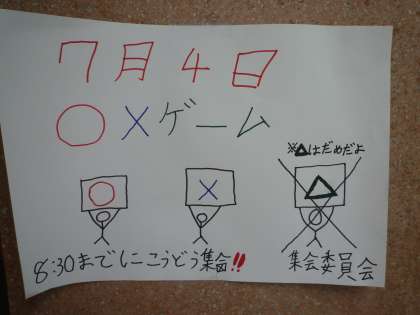 7月4日
○×ゲーム
※△はだめだよ
○
×
△
8:30までにこうどう集合!!
集会委員会